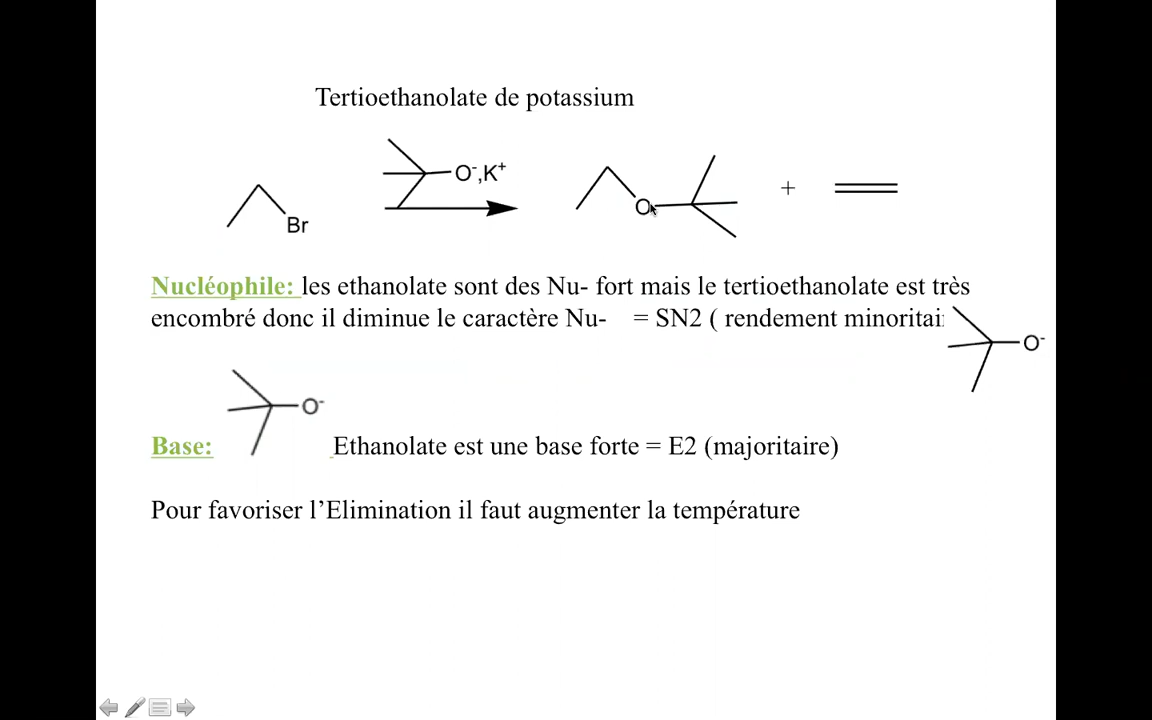 Tertioethanolate de potassium
O⁻,K⁺
Br
O
+
Nucléophile: les ethanolate sont des Nu- fort mais le tertioethanolate est très
encombré donc il diminue le caractère Nu- = SN2 ( rendement minoritai
O⁻
O⁻
Base: Ethanolate est une base forte = E2 (majoritaire)
Pour favoriser l’Elimination il faut augmenter la température